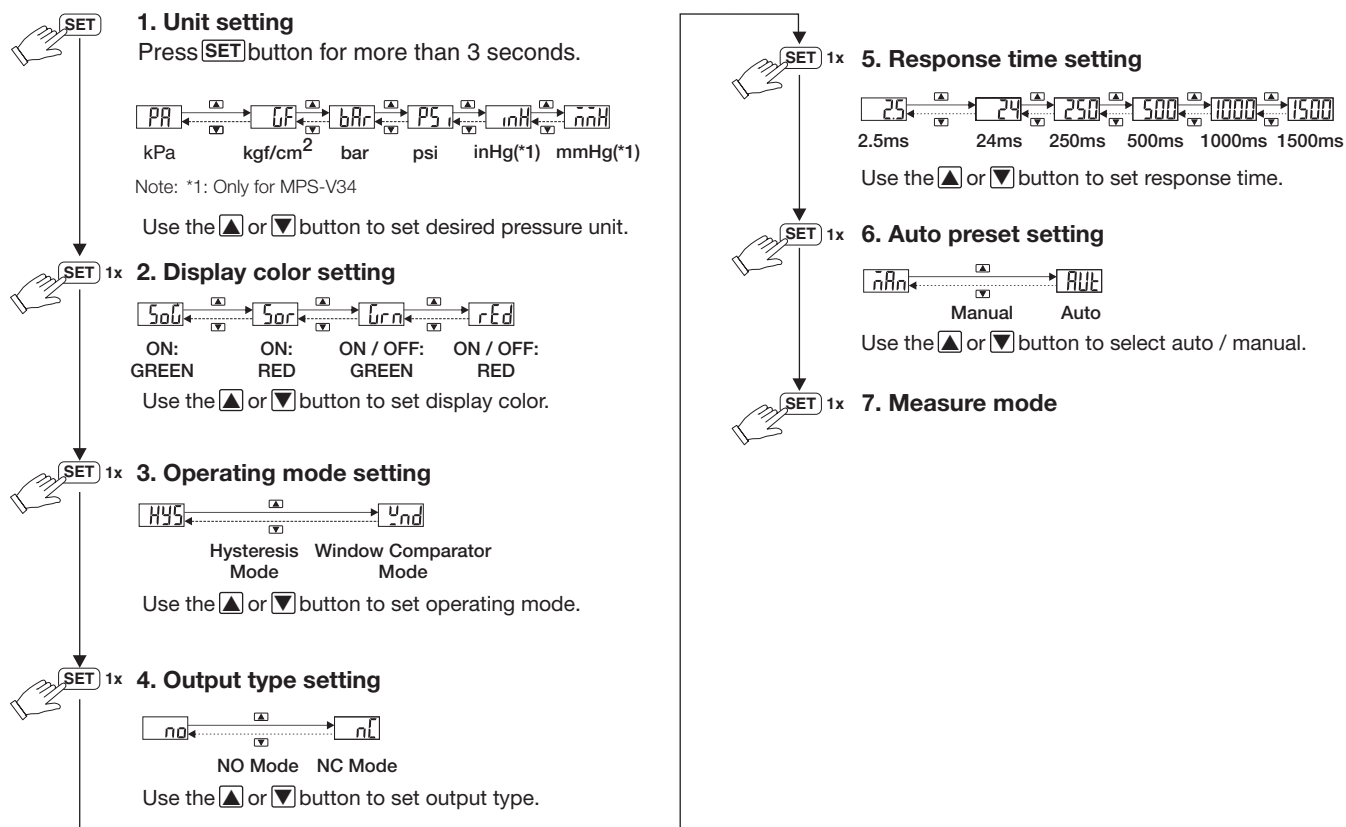 SET
1. Unit setting
Press SET button for more than 3 seconds.
PA GF bAr PSi inH mmH
kPa kgf/cm2 bar psi inHg(*1) mmHg(*1)
Note: *1: Only for MPS-V34
Use the ▲ or ▼ button to set desired pressure unit.
SET 1x 2. Display color setting
SoG Sor Grn rEd
ON: ON: ON / OFF: ON / OFF:
GREEN RED GREEN RED
Use the ▲ or ▼ button to set display color.
SET 1x 3. Operating mode setting
HYS Wnd
Hysteresis Window Comparator
Mode Mode
Use the ▲ or ▼ button to set operating mode.
SET 1x 4. Output type setting
no nC
NO Mode NC Mode
Use the ▲ or ▼ button to set output type.
SET 1x 5. Response time setting
2.5 24 250 500 1000 1500
2.5ms 24ms 250ms 500ms 1000ms 1500ms
Use the ▲ or ▼ button to set response time.
SET 1x 6. Auto preset setting
mAn AUt
Manual Auto
Use the ▲ or ▼ button to select auto / manual.
SET 1x 7. Measure mode